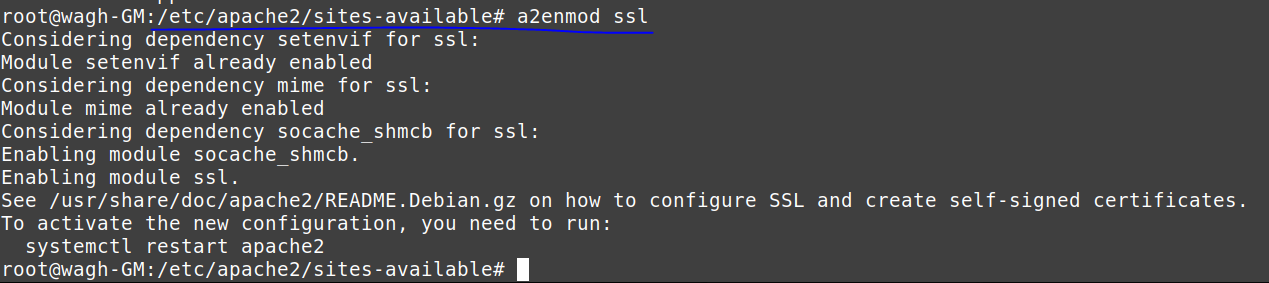 root@wagh-GM:/etc/apache2/sites-available# a2enmod ssl
Considering dependency setenvif for ssl:
Module setenvif already enabled
Considering dependency mime for ssl:
Module mime already enabled
Considering dependency socache_shmcb for ssl:
Enabling module socache_shmcb.
Enabling module ssl.
See /usr/share/doc/apache2/README.Debian.gz on how to configure SSL and create self-signed certificates.
To activate the new configuration, you need to run:
  systemctl restart apache2
root@wagh-GM:/etc/apache2/sites-available#